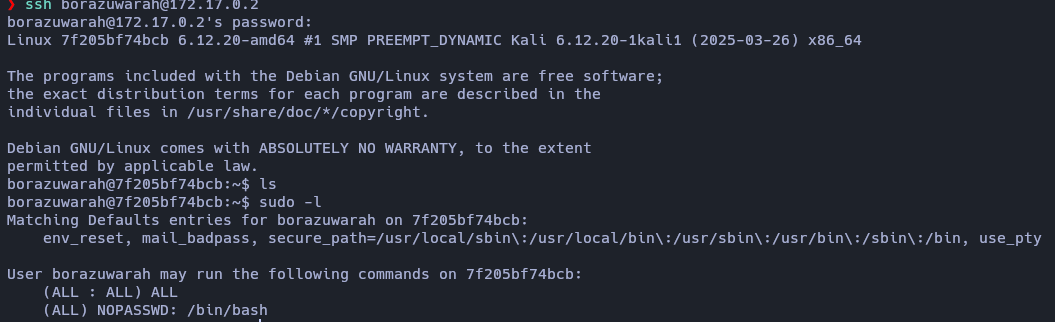 ❯ ssh borazuwarah@172.17.0.2
borazuwarah@172.17.0.2's password:
Linux 7f205bf74bcb 6.12.20-amd64 #1 SMP PREEMPT_DYNAMIC Kali 6.12.20-1kali1 (2025-03-26) x86_64

The programs included with the Debian GNU/Linux system are free software;
the exact distribution terms for each program are described in the
individual files in /usr/share/doc/*/copyright.

Debian GNU/Linux comes with ABSOLUTELY NO WARRANTY, to the extent
permitted by applicable law.
borazuwarah@7f205bf74bcb:~$ ls
borazuwarah@7f205bf74bcb:~$ sudo -l
Matching Defaults entries for borazuwarah on 7f205bf74bcb:
    env_reset, mail_badpass, secure_path=/usr/local/sbin\:/usr/local/bin\:/usr/sbin\:/usr/bin\:/sbin\:/bin, use_pty

User borazuwarah may run the following commands on 7f205bf74bcb:
    (ALL : ALL) ALL
    (ALL) NOPASSWD: /bin/bash